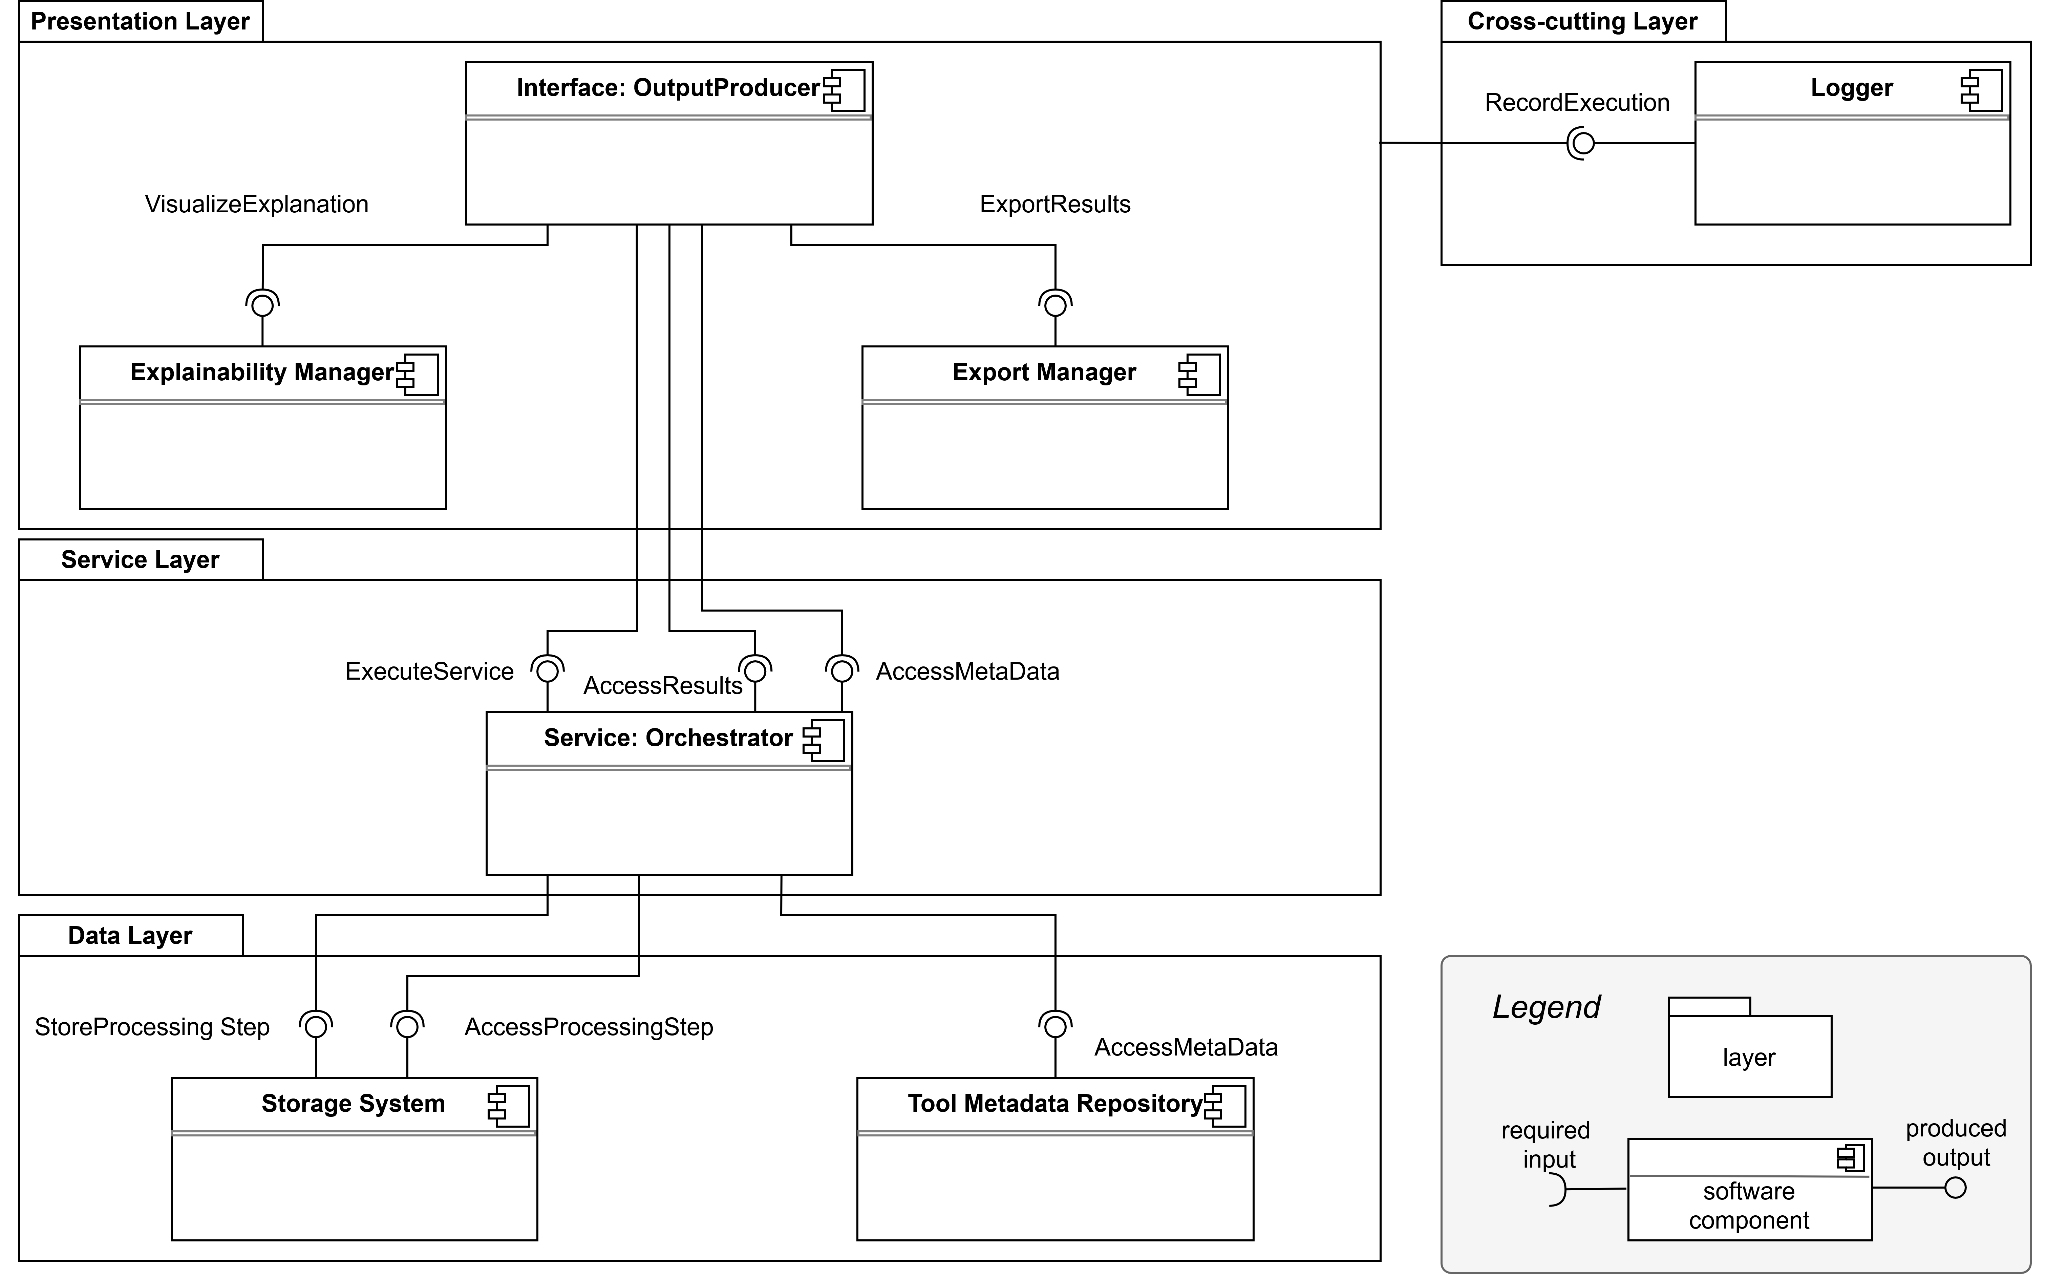 Presentation Layer
Cross-cutting Layer
Interface: OutputProducer
Logger
RecordExecution
VisualizeExplanation
ExportResults
Explainability Manager
Export Manager
Service Layer
ExecuteService
AccessResults
AccessMetaData
Service: Orchestrator
Data Layer
StoreProcessing Step
AccessProcessingStep
AccessMetaData
Storage System
Tool Metadata Repository
Legend
layer
required
input
produced
output
software
component